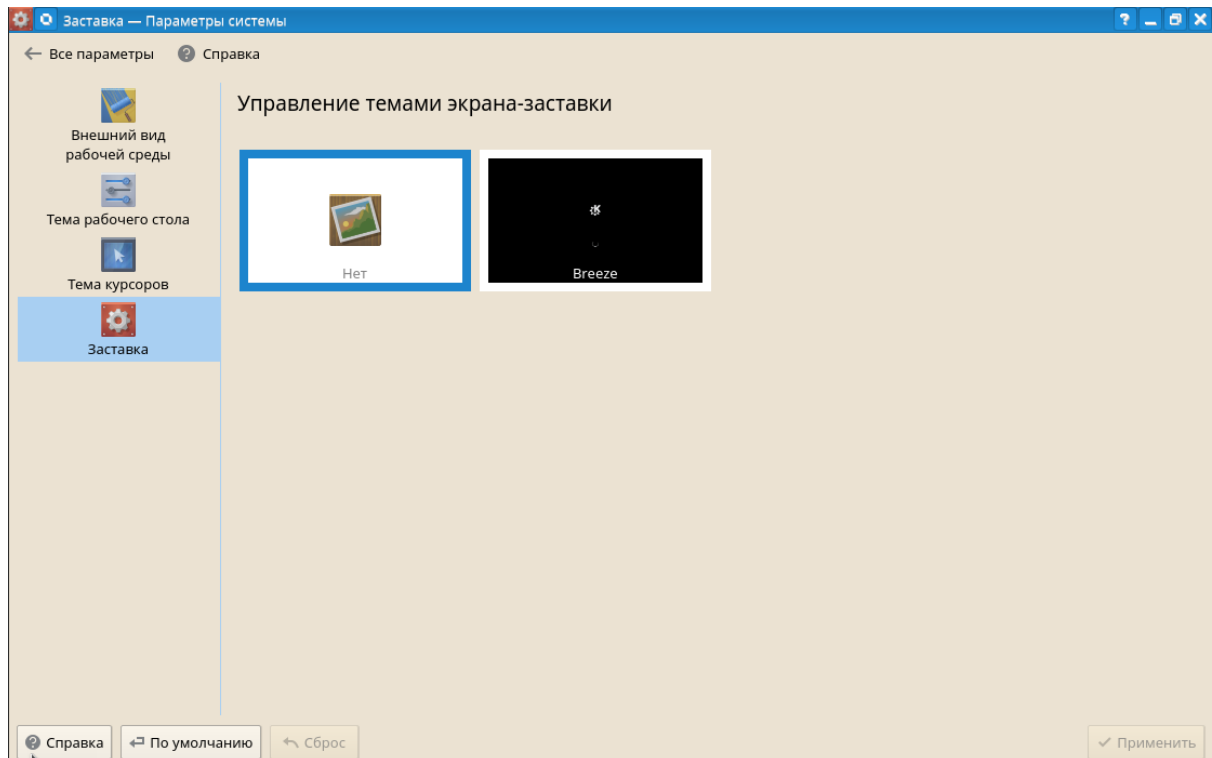 Заставка — Параметры системы
Все параметры Справка
Внешний вид
рабочей среды
Тема рабочего стола
Тема курсоров
Заставка
Управление темами экрана-заставки
Нет
Breeze
Справка По умолчанию Сброс Применить